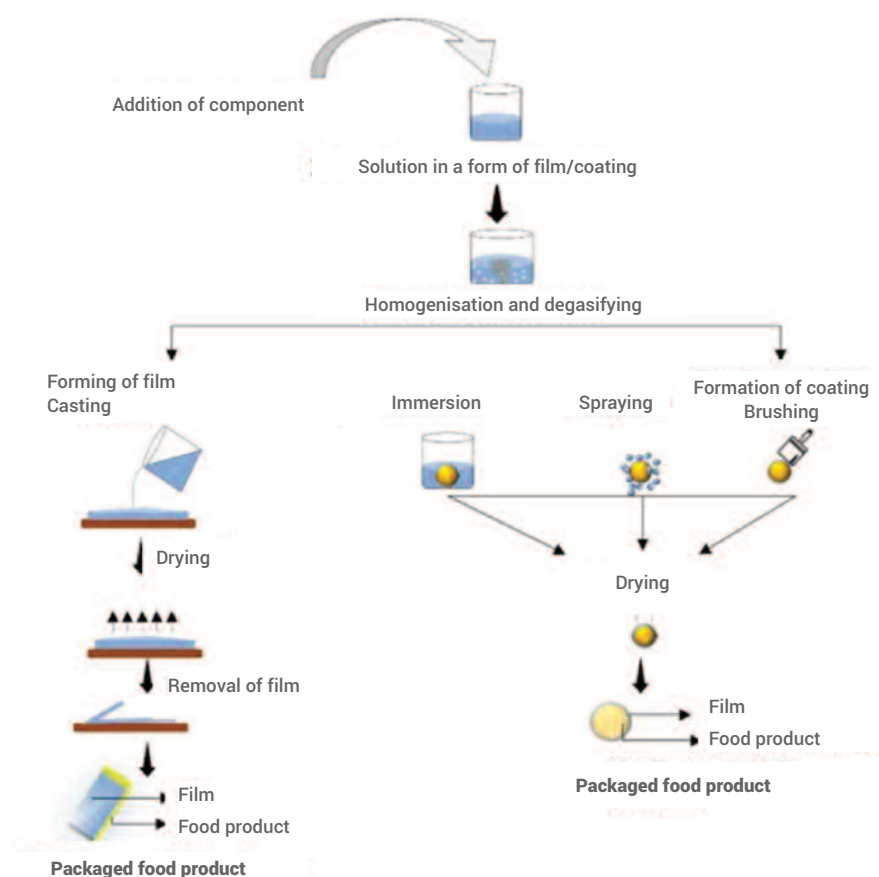 Addition of component
Solution in a form of film/coating
Homogenisation and degasifying
Forming of film
Casting
Immersion
Spraying
Formation of coating
Brushing
Drying
Removal of film
Film
Food product
Packaged food product
Drying
Film
Food product
Packaged food product